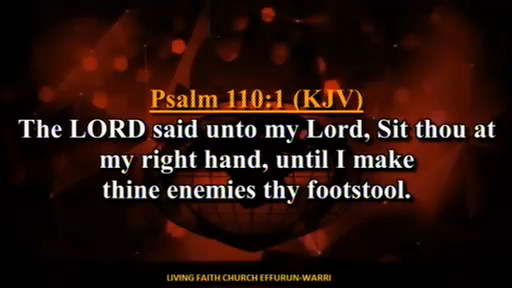 Psalm 110:1 (KJV)
The LORD said unto my Lord, Sit thou at
my right hand, until I make
thine enemies thy footstool.
LIVING FAITH CHURCH EFFURUN-WARRI